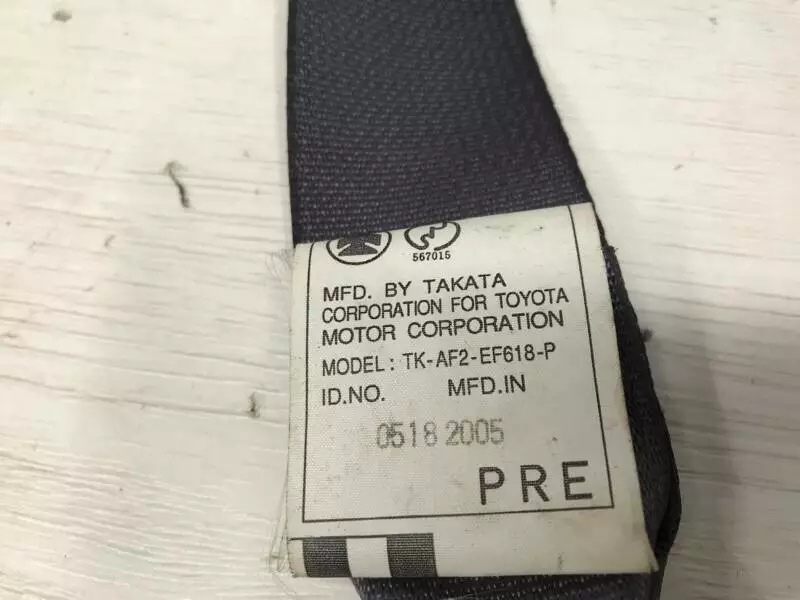 567015
MFD. BY TAKATA
CORPORATION FOR TOYOTA
MOTOR CORPORATION
MODEL: TK-AF2-EF618-P
ID.NO. MFD.IN
0518 2005
PRE